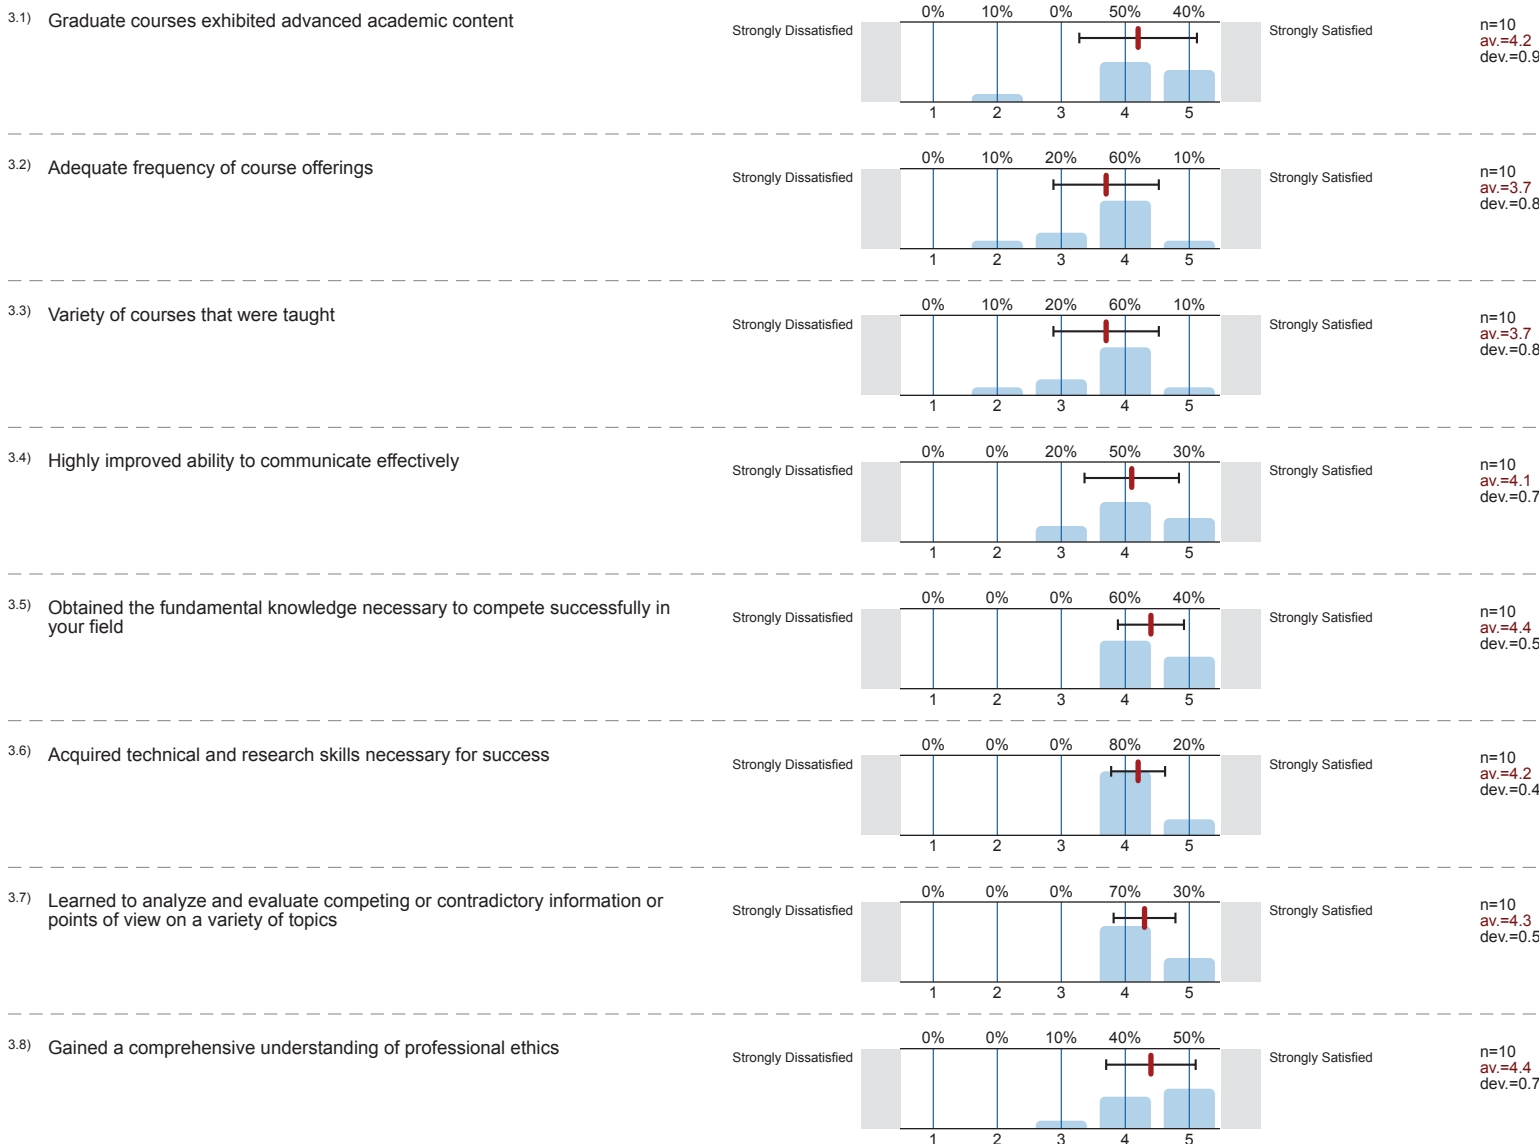 3.1) Graduate courses exhibited advanced academic content
Strongly Dissatisfied
0% 10% 0% 50% 40%
1 2 3 4 5
Strongly Satisfied
n=10
av.=4.2
dev.=0.9
3.2) Adequate frequency of course offerings
Strongly Dissatisfied
0% 10% 20% 60% 10%
1 2 3 4 5
Strongly Satisfied
n=10
av.=3.7
dev.=0.8
3.3) Variety of courses that were taught
Strongly Dissatisfied
0% 10% 20% 60% 10%
1 2 3 4 5
Strongly Satisfied
n=10
av.=3.7
dev.=0.8
3.4) Highly improved ability to communicate effectively
Strongly Dissatisfied
0% 0% 20% 50% 30%
1 2 3 4 5
Strongly Satisfied
n=10
av.=4.1
dev.=0.7
3.5) Obtained the fundamental knowledge necessary to compete successfully in
your field
Strongly Dissatisfied
0% 0% 0% 60% 40%
1 2 3 4 5
Strongly Satisfied
n=10
av.=4.4
dev.=0.5
3.6) Acquired technical and research skills necessary for success
Strongly Dissatisfied
0% 0% 0% 80% 20%
1 2 3 4 5
Strongly Satisfied
n=10
av.=4.2
dev.=0.4
3.7) Learned to analyze and evaluate competing or contradictory information or
points of view on a variety of topics
Strongly Dissatisfied
0% 0% 0% 70% 30%
1 2 3 4 5
Strongly Satisfied
n=10
av.=4.3
dev.=0.5
3.8) Gained a comprehensive understanding of professional ethics
Strongly Dissatisfied
0% 0% 10% 40% 50%
1 2 3 4 5
Strongly Satisfied
n=10
av.=4.4
dev.=0.7